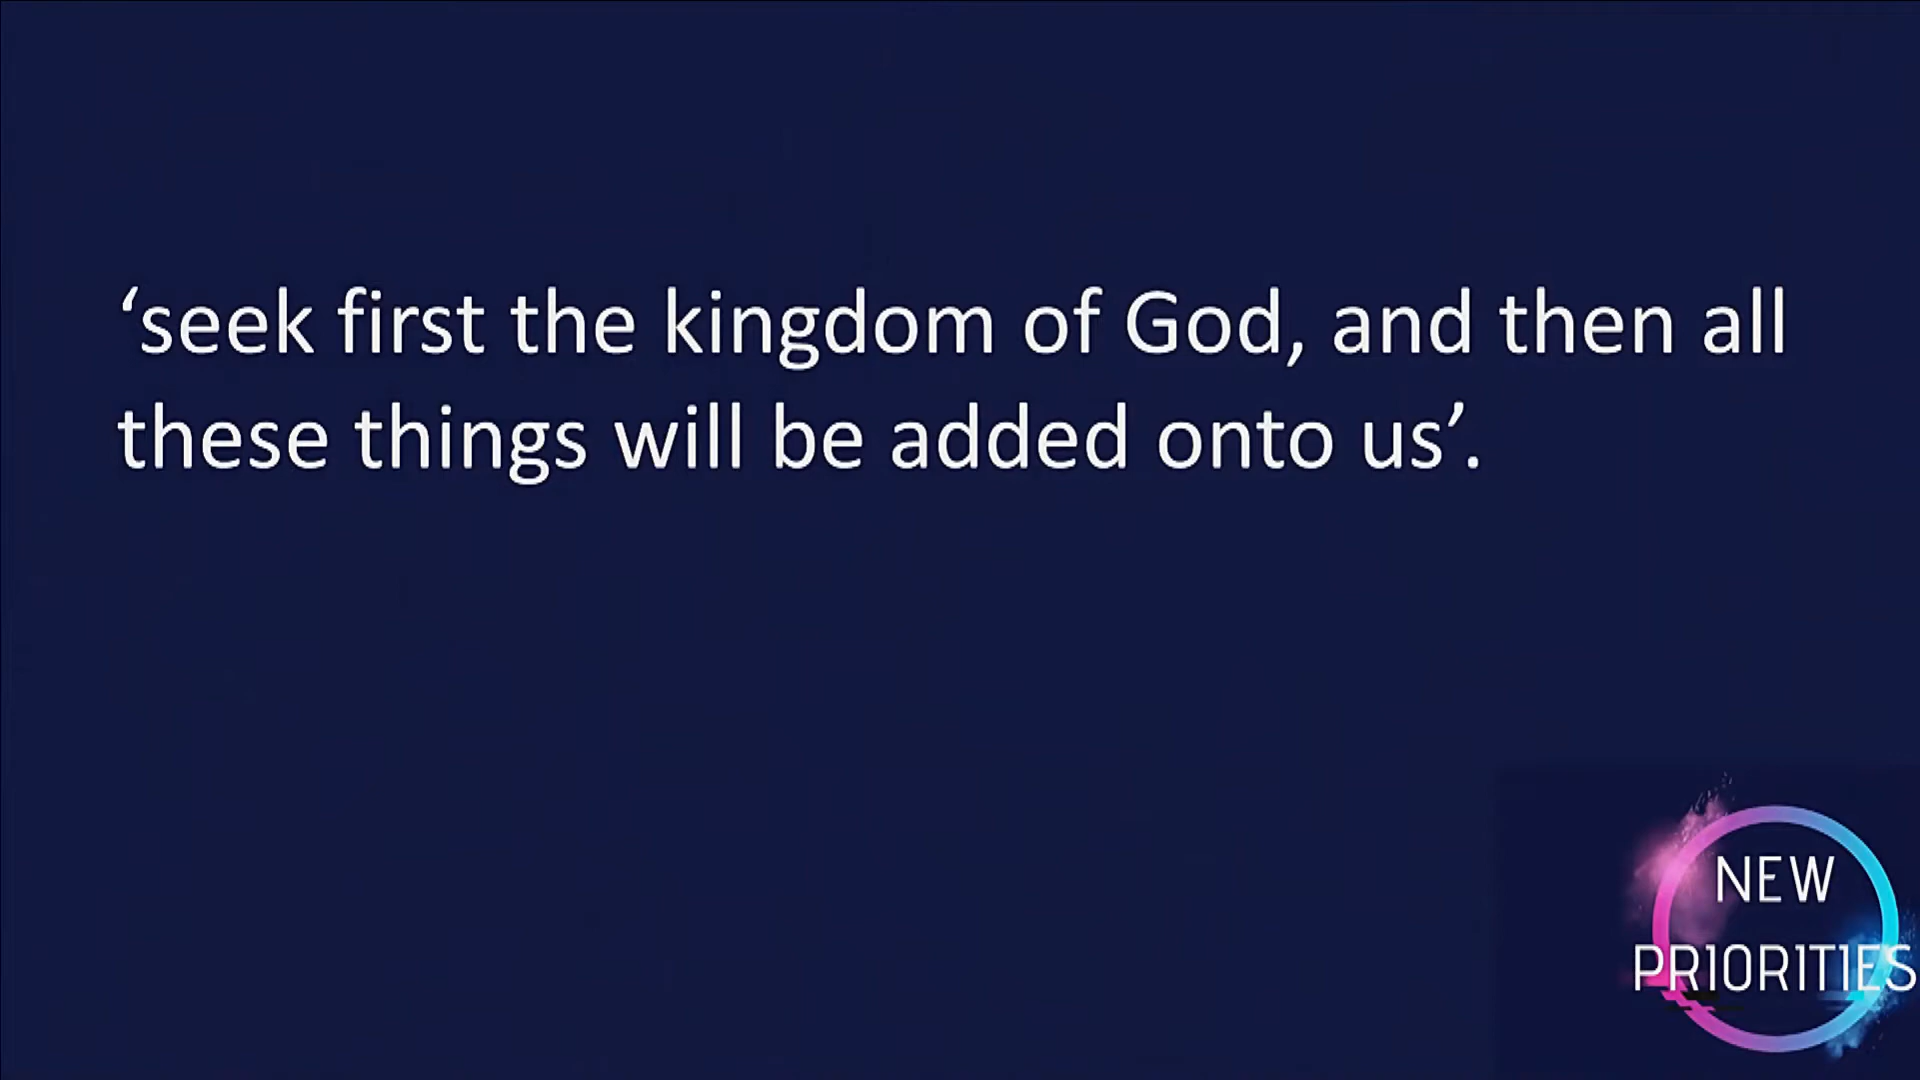 ‘seek first the kingdom of God, and then all
these things will be added onto us’.
NEW
PRIORITIES